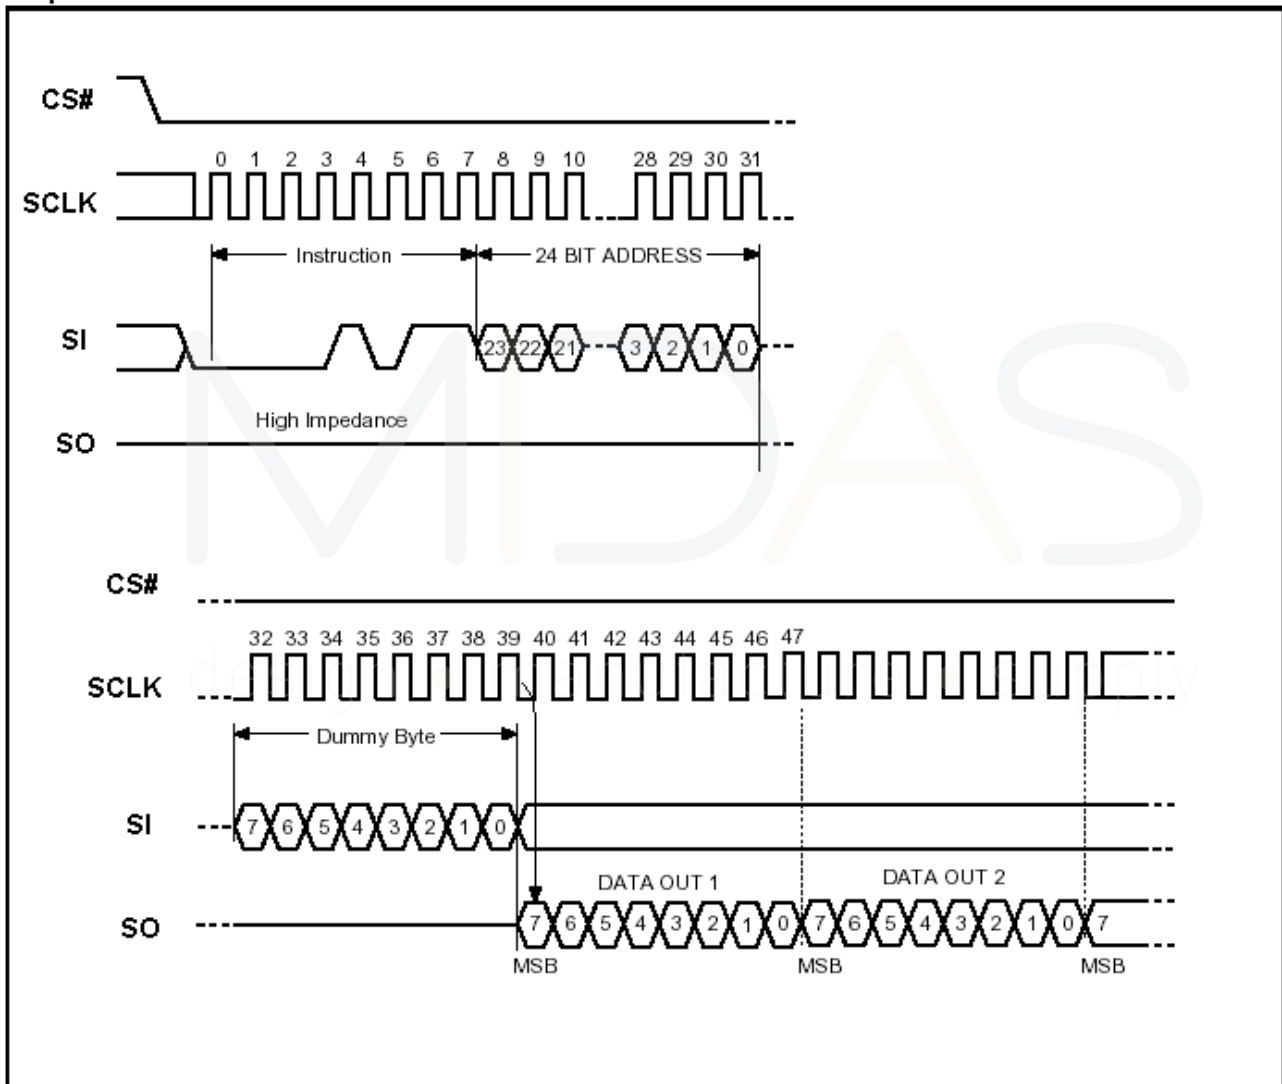 CS#
0 1 2 3 4 5 6 7 8 9 10 28 29 30 31
SCLK
Instruction 24 BIT ADDRESS
SI
23 22 21 3 2 1 0
High Impedance
SO
MIDAS
CS#
32 33 34 35 36 37 38 39 40 41 42 43 44 45 46 47
SCLK
Dummy Byte
SI
7 6 5 4 3 2 1 0
DATA OUT 1 DATA OUT 2
SO
7 6 5 4 3 2 1 0 7 6 5 4 3 2 1 0 7
MSB MSB MSB